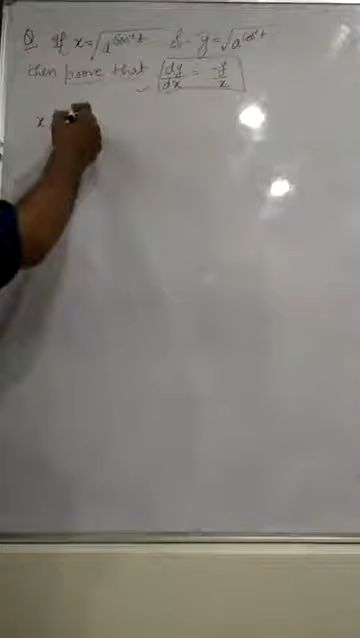 Q If x = √(a^(sin⁻¹t)) & y = √(a^(cos⁻¹t))
then prove that dy/dx = -y/x
x